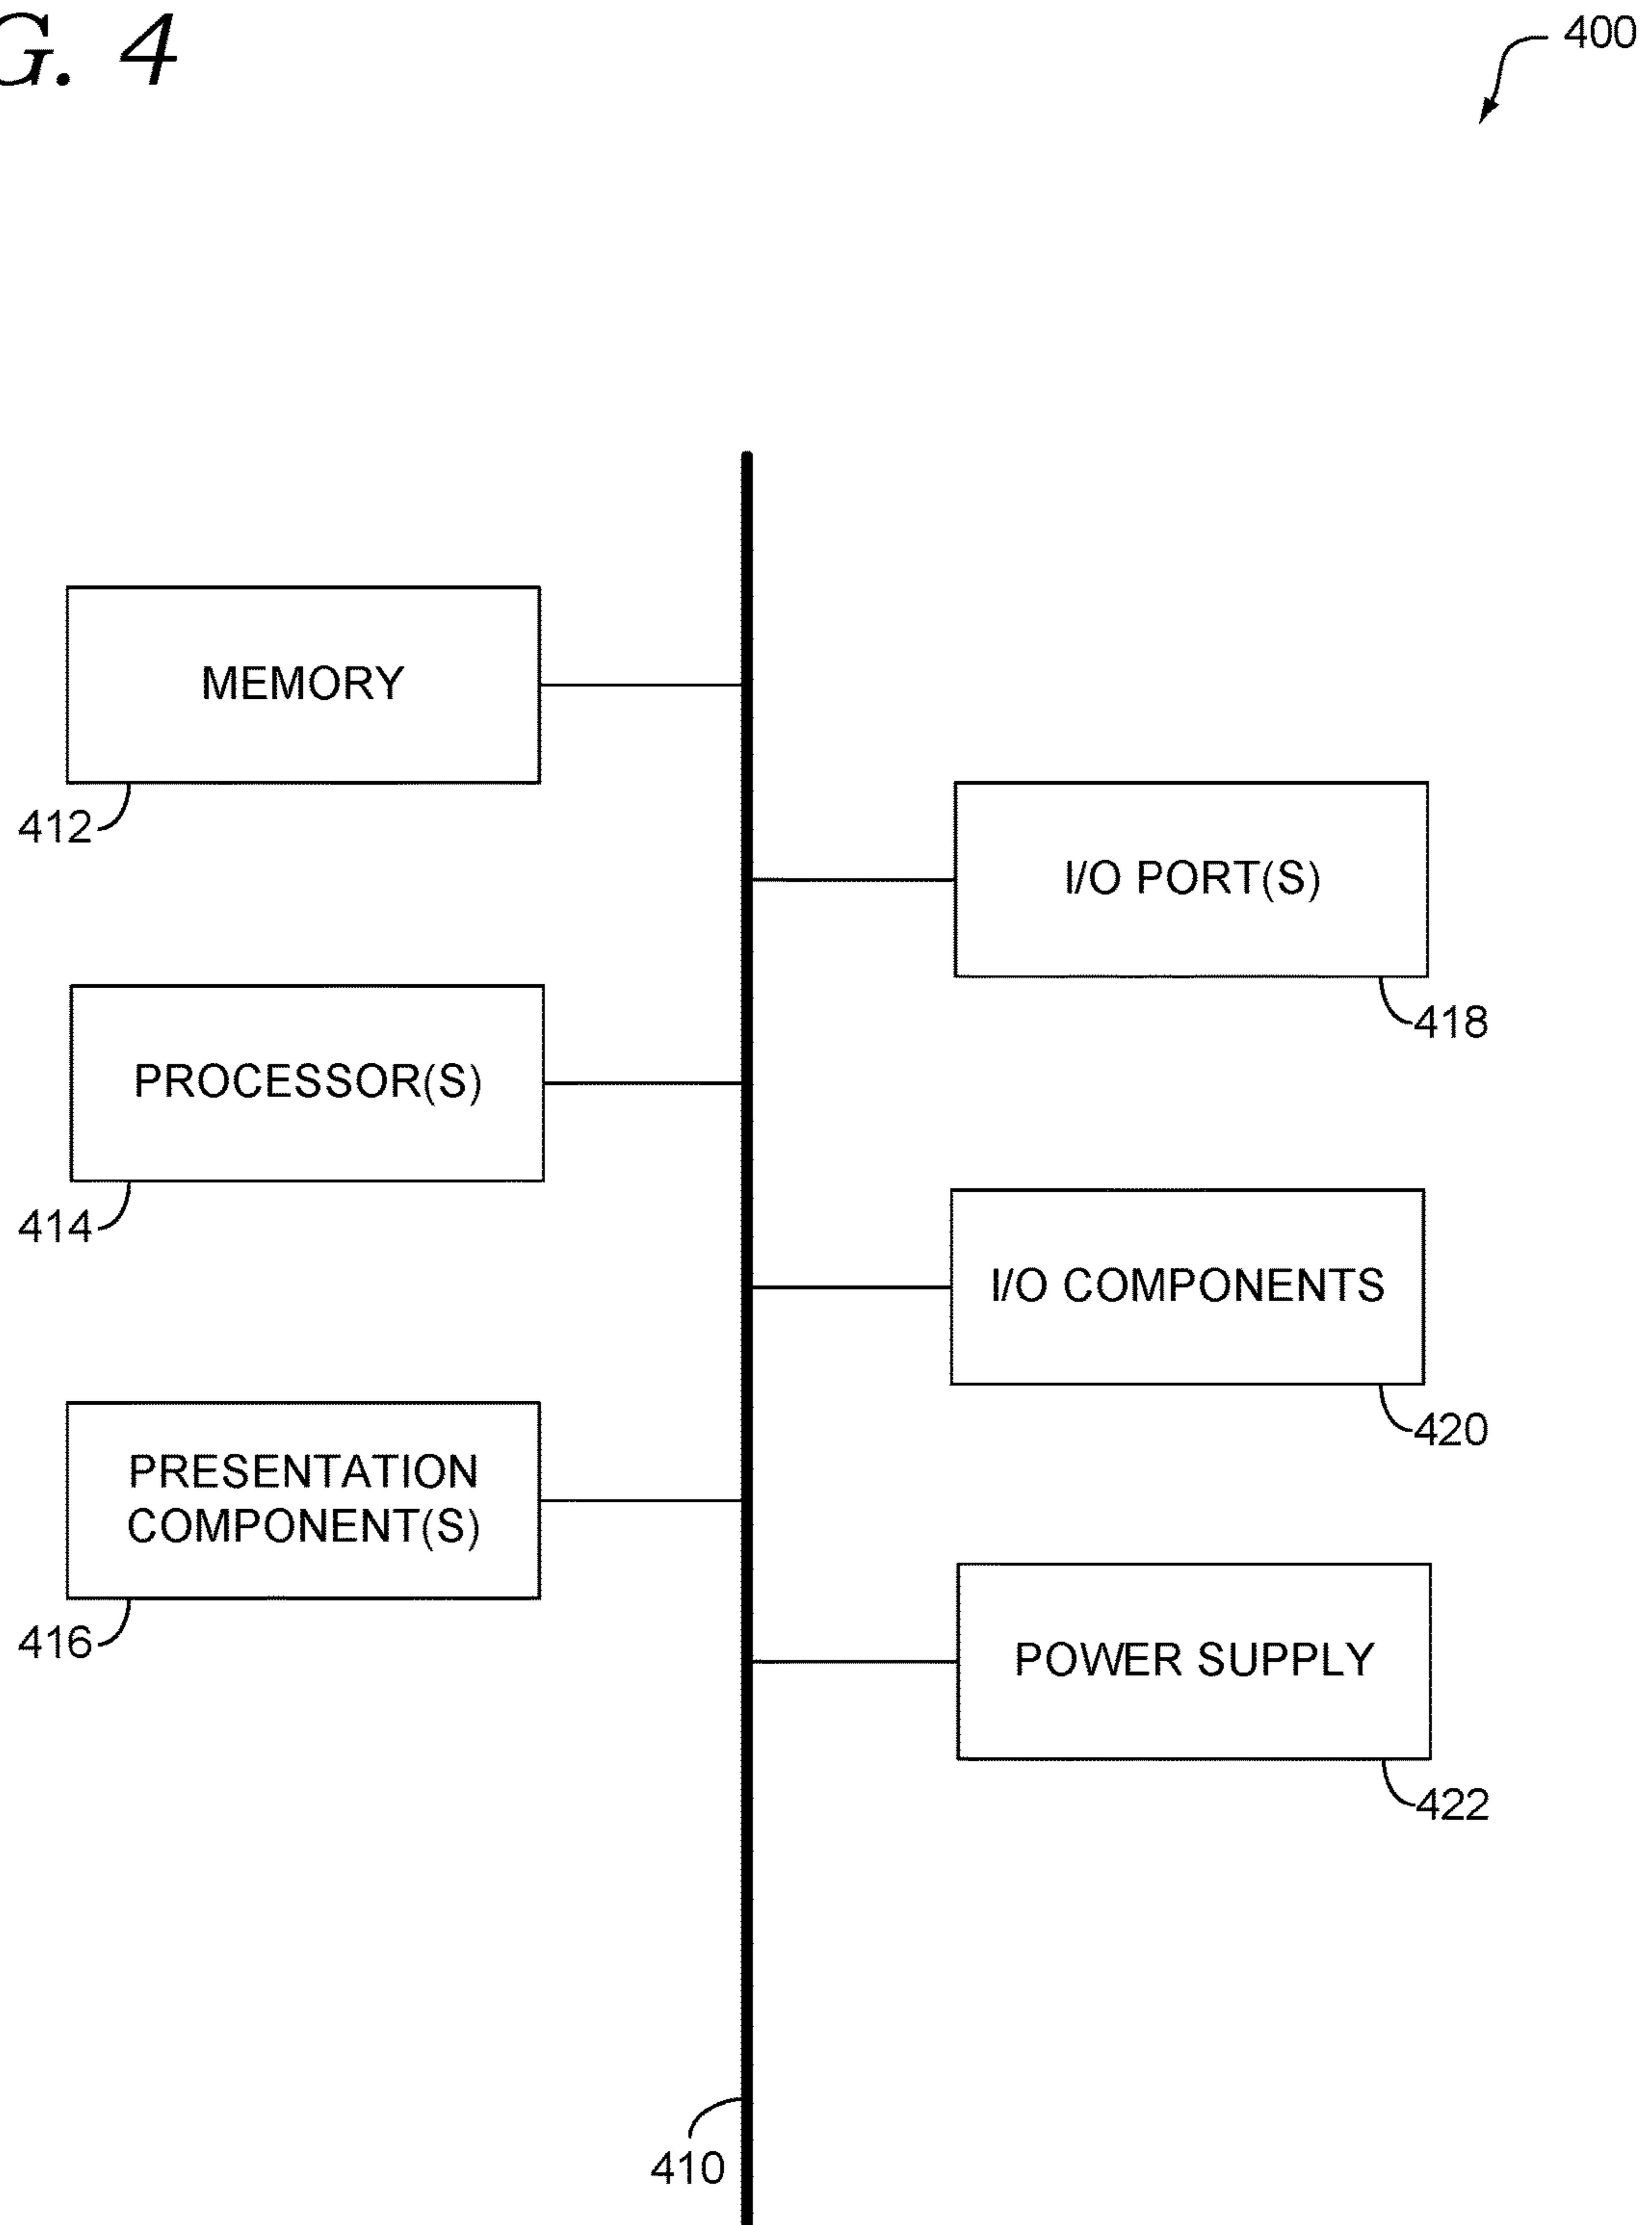 G. 4
400
MEMORY
412
I/O PORT(S)
418
PROCESSOR(S)
414
I/O COMPONENTS
420
PRESENTATION
COMPONENT(S)
416
POWER SUPPLY
422
410